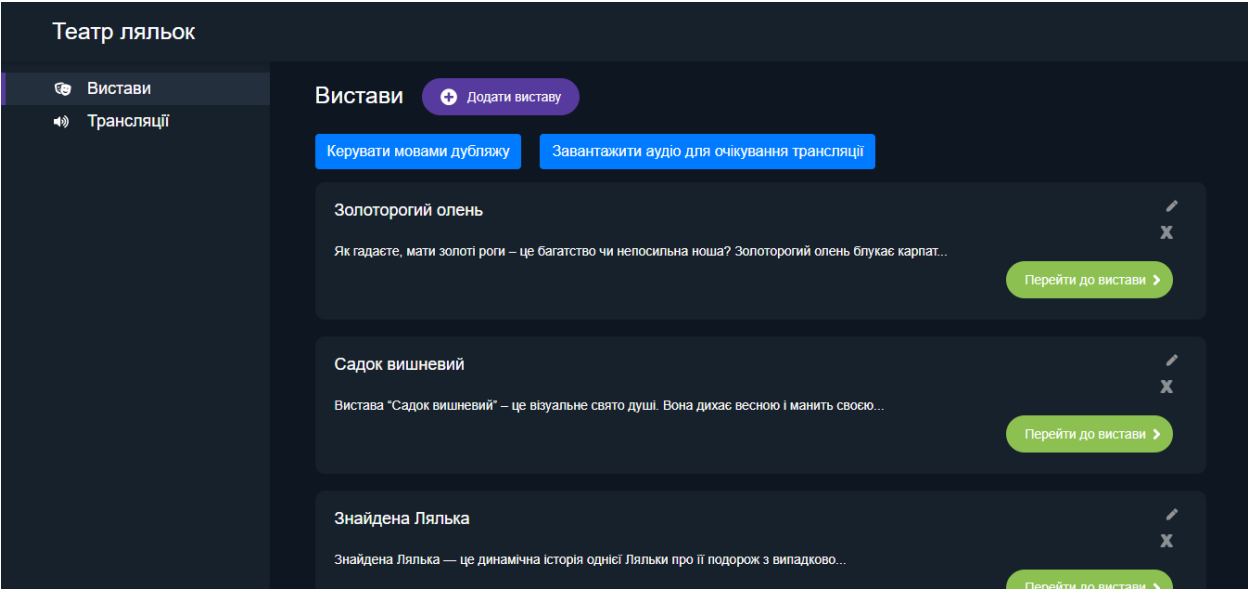 Театр ляльок
Вистави
Трансляції
Вистави
Додати виставу
Керувати мовами дубляжу
Завантажити аудіо для очікування трансляції
Золоторогий олень
Як гадаєте, мати золоті роги – це багатство чи непосильна ноша? Золоторогий олень блукає карпат...
Перейти до вистави
Садок вишневий
Вистава “Садок вишневий” – це візуальне свято душі. Вона дихає весною і манить своєю...
Перейти до вистави
Знайдена Лялька
Знайдена Лялька — це динамічна історія однієї Ляльки про її подорож з випадково...
Перейти до вистави